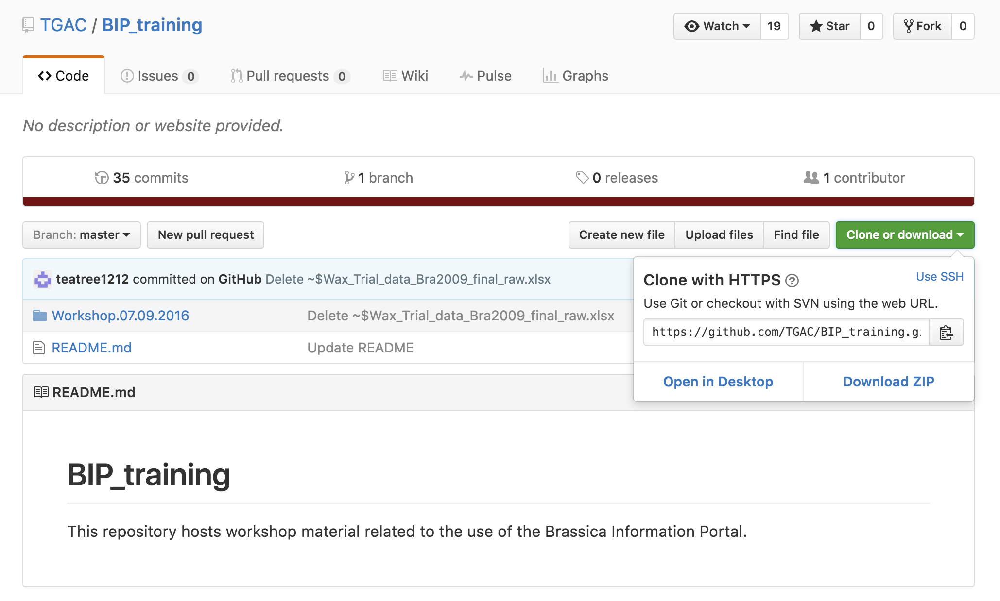 TGAC / BIP_training
Watch 19 Star 0 Fork 0
Code Issues 0 Pull requests 0 Wiki Pulse Graphs
No description or website provided.
35 commits 1 branch 0 releases 1 contributor
Branch: master New pull request Create new file Upload files Find file Clone or download
teatree1212 committed on GitHub Delete ~$Wax_Trial_data_Bra2009_final_raw.xlsx
Workshop.07.09.2016 Delete ~$Wax_Trial_data_Bra2009_final_raw.xlsx
README.md Update README
Clone with HTTPS ? Use SSH
Use Git or checkout with SVN using the web URL.
https://github.com/TGAC/BIP_training.gi
Open in Desktop Download ZIP
README.md
BIP_training
This repository hosts workshop material related to the use of the Brassica Information Portal.